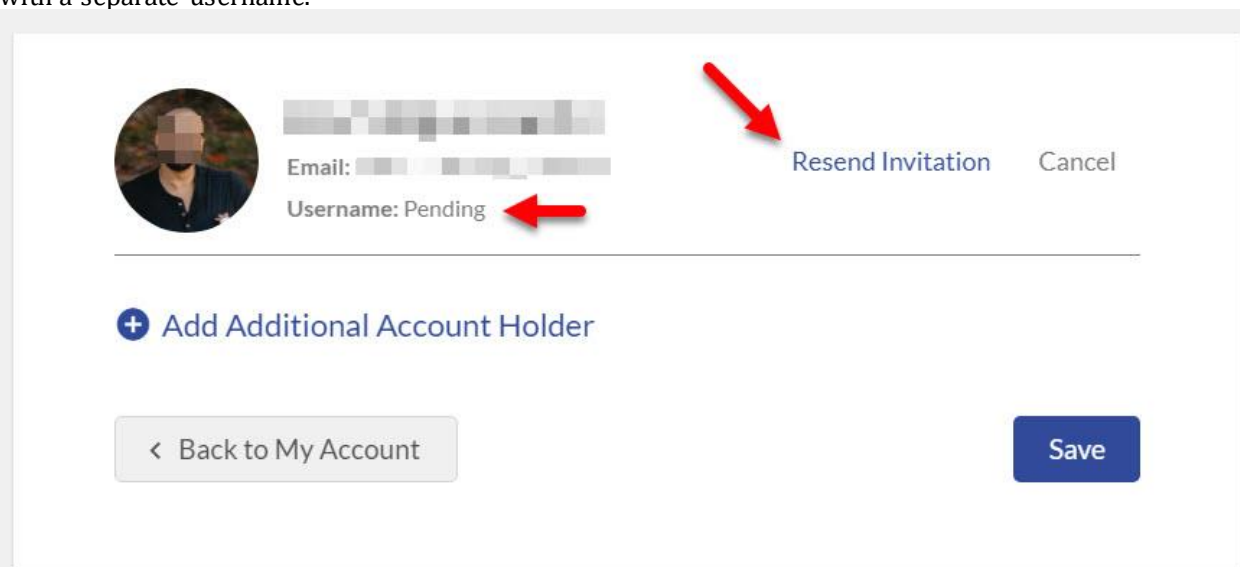 with a separate username.
Email:
Resend Invitation Cancel
Username: Pending
Add Additional Account Holder
< Back to My Account Save